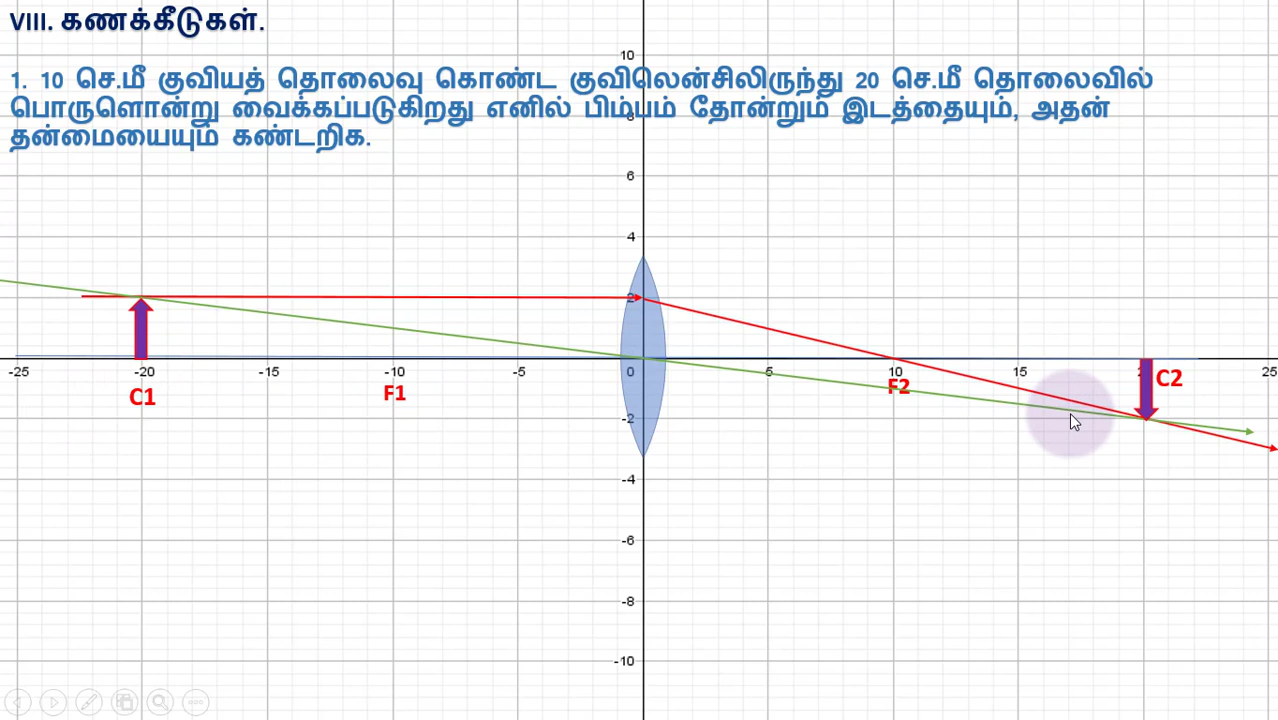 VIII. கணக்கீடுகள்.
10
1. 10 செ.மீ குவியத் தொலைவு கொண்ட குவிலென்சிலிருந்து 20 செ.மீ தொலைவில்
பொருளொன்று வைக்கப்படுகிறது எனில் பிம்பம் தோன்றும் இடத்தையும், அதன்
8
தன்மையையும் கண்டறிக.
6
4
2
-25 -20 -15 -10 -5 0 5 10 15 20 25
C1 F1 F2 C2
-2
-4
-6
-8
-10